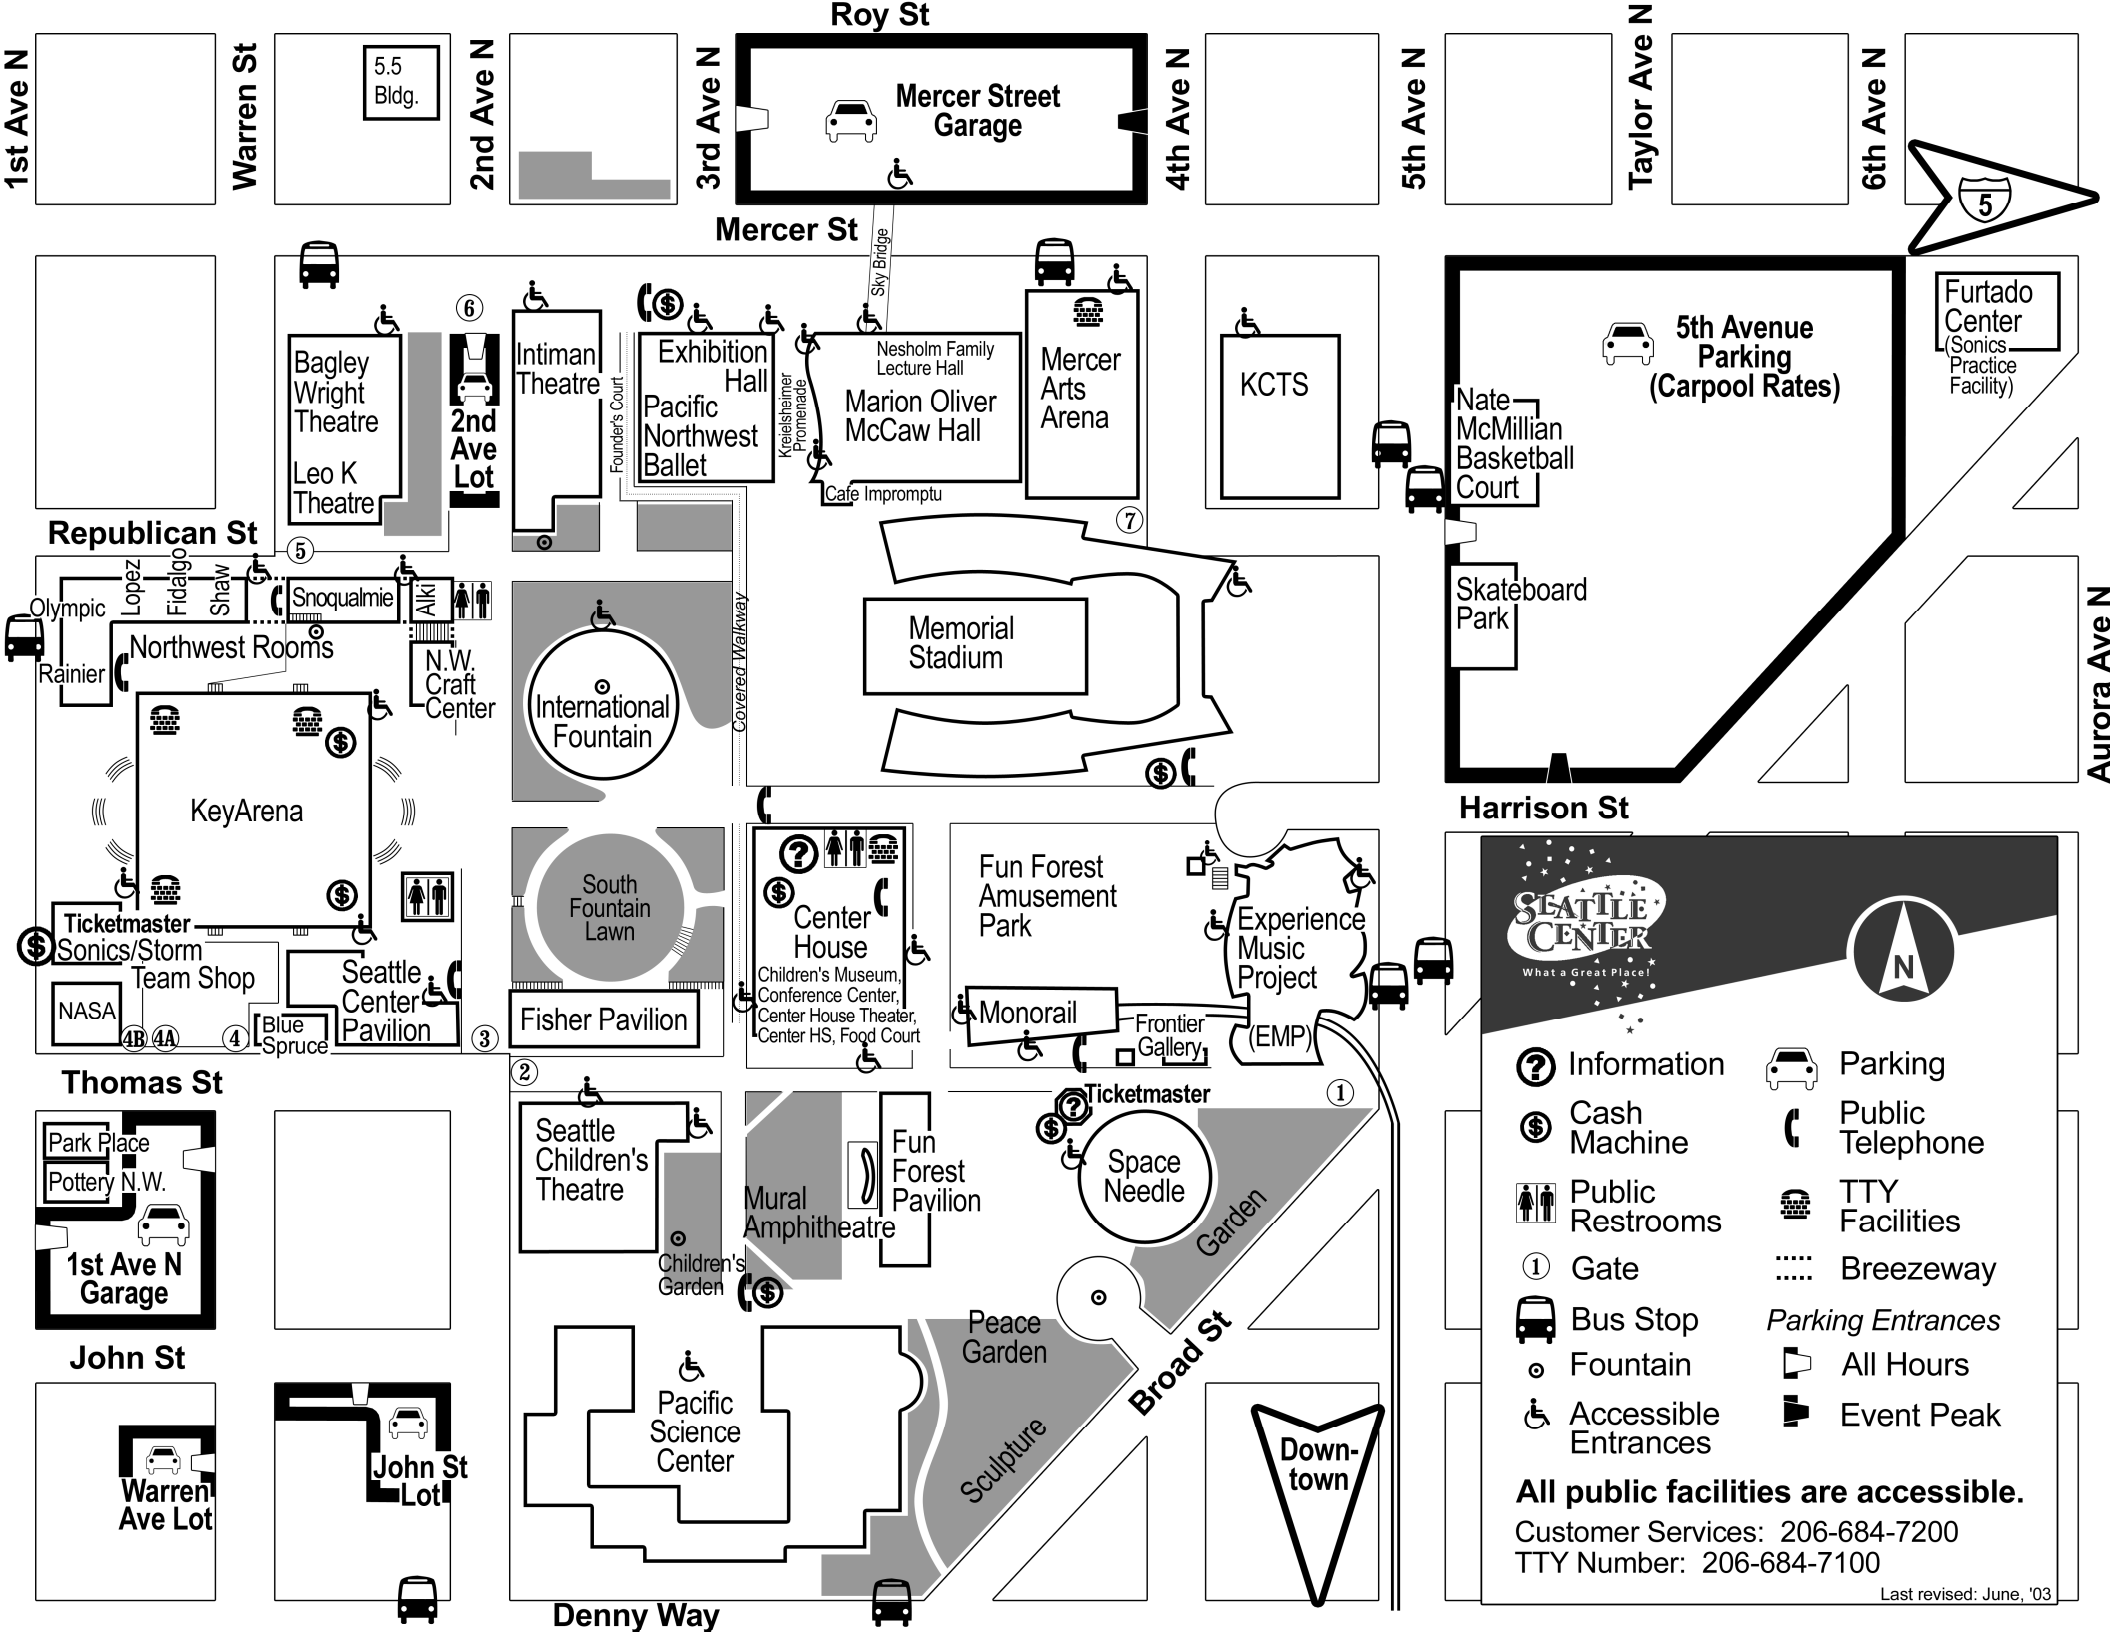 Roy St
1st Ave N
Warren St
2nd Ave N
3rd Ave N
4th Ave N
5th Ave N
Taylor Ave N
6th Ave N
5.5
Bldg.
Mercer Street
Garage
5
Mercer St
Sky Bridge
6
Bagley
Wright
Theatre
Leo K
Theatre
2nd
Ave
Lot
Intiman
Theatre
Founder's Court
$
Exhibition
Hall
Pacific
Northwest
Ballet
Kreielsheimer
Promenade
Nesholm Family
Lecture Hall
Marion Oliver
McCaw Hall
Cafe Impromptu
Mercer
Arts
Arena
7
KCTS
5th Avenue
Parking
(Carpool Rates)
Nate
McMillian
Basketball
Court
Skateboard
Park
Furtado
Center
(Sonics
Practice
Facility)
Aurora Ave N
Republican St
5
Olympic
Lopez
Fidalgo
Shaw
Snoqualmie
Alki
Rainier
Northwest Rooms
N.W.
Craft
Center
International
Fountain
Covered Walkway
Memorial
Stadium
$
KeyArena
$
$
Harrison St
South
Fountain
Lawn
?
$
Center
House
Children's Museum,
Conference Center,
Center House Theater,
Center HS, Food Court
Fun Forest
Amusement
Park
Experience
Music
Project
(EMP)
Monorail
Frontier
Gallery
Ticketmaster
$
Sonics/Storm
Team Shop
NASA
4B
4A
4
Blue
Spruce
Seattle
Center
Pavilion
3
Fisher Pavilion
2
Thomas St
Park Place
Pottery N.W.
1st Ave N
Garage
Seattle
Children's
Theatre
Children's
Garden
Mural
Amphitheatre
$
Fun
Forest
Pavilion
Ticketmaster
?
$
1
Space
Needle
Garden
Broad St
Peace
Garden
Sculpture
John St
Warren
Ave Lot
John St
Lot
Pacific
Science
Center
Down-
town
Denny Way
SEATTLE
CENTER
What a Great Place!
N
? Information
Parking
$ Cash
Machine
Public
Telephone
Public
Restrooms
TTY
Facilities
1 Gate
Breezeway
Bus Stop
Parking Entrances
Fountain
All Hours
Accessible
Entrances
Event Peak
All public facilities are accessible.
Customer Services: 206-684-7200
TTY Number: 206-684-7100
Last revised: June, '03